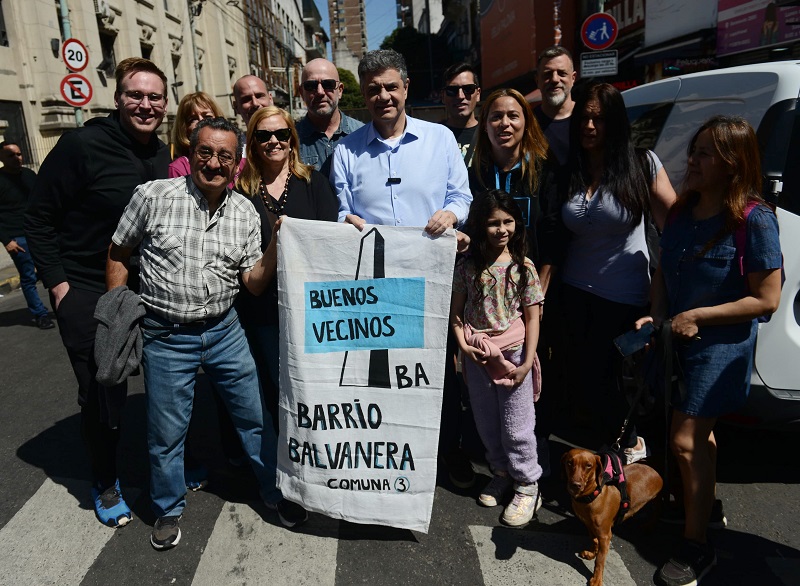 20
E
BUENOS
VECINOS
BA
BARRIO
BALVANERA
COMUNA 3